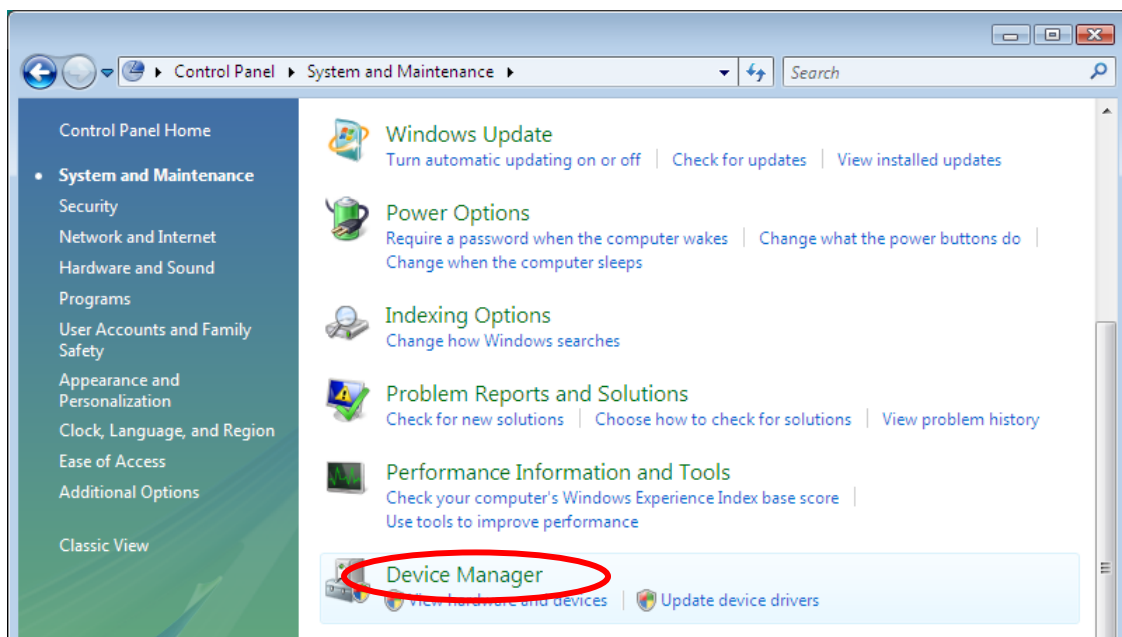 Control Panel
System and Maintenance
Search
Control Panel Home
System and Maintenance
Security
Network and Internet
Hardware and Sound
Programs
User Accounts and Family
Safety
Appearance and
Personalization
Clock, Language, and Region
Ease of Access
Additional Options
Classic View
Windows Update
Turn automatic updating on or off
Check for updates
View installed updates
Power Options
Require a password when the computer wakes
Change what the power buttons do
Change when the computer sleeps
Indexing Options
Change how Windows searches
Problem Reports and Solutions
Check for new solutions
Choose how to check for solutions
View problem history
Performance Information and Tools
Check your computer's Windows Experience Index base score
Use tools to improve performance
Device Manager
View hardware and devices
Update device drivers